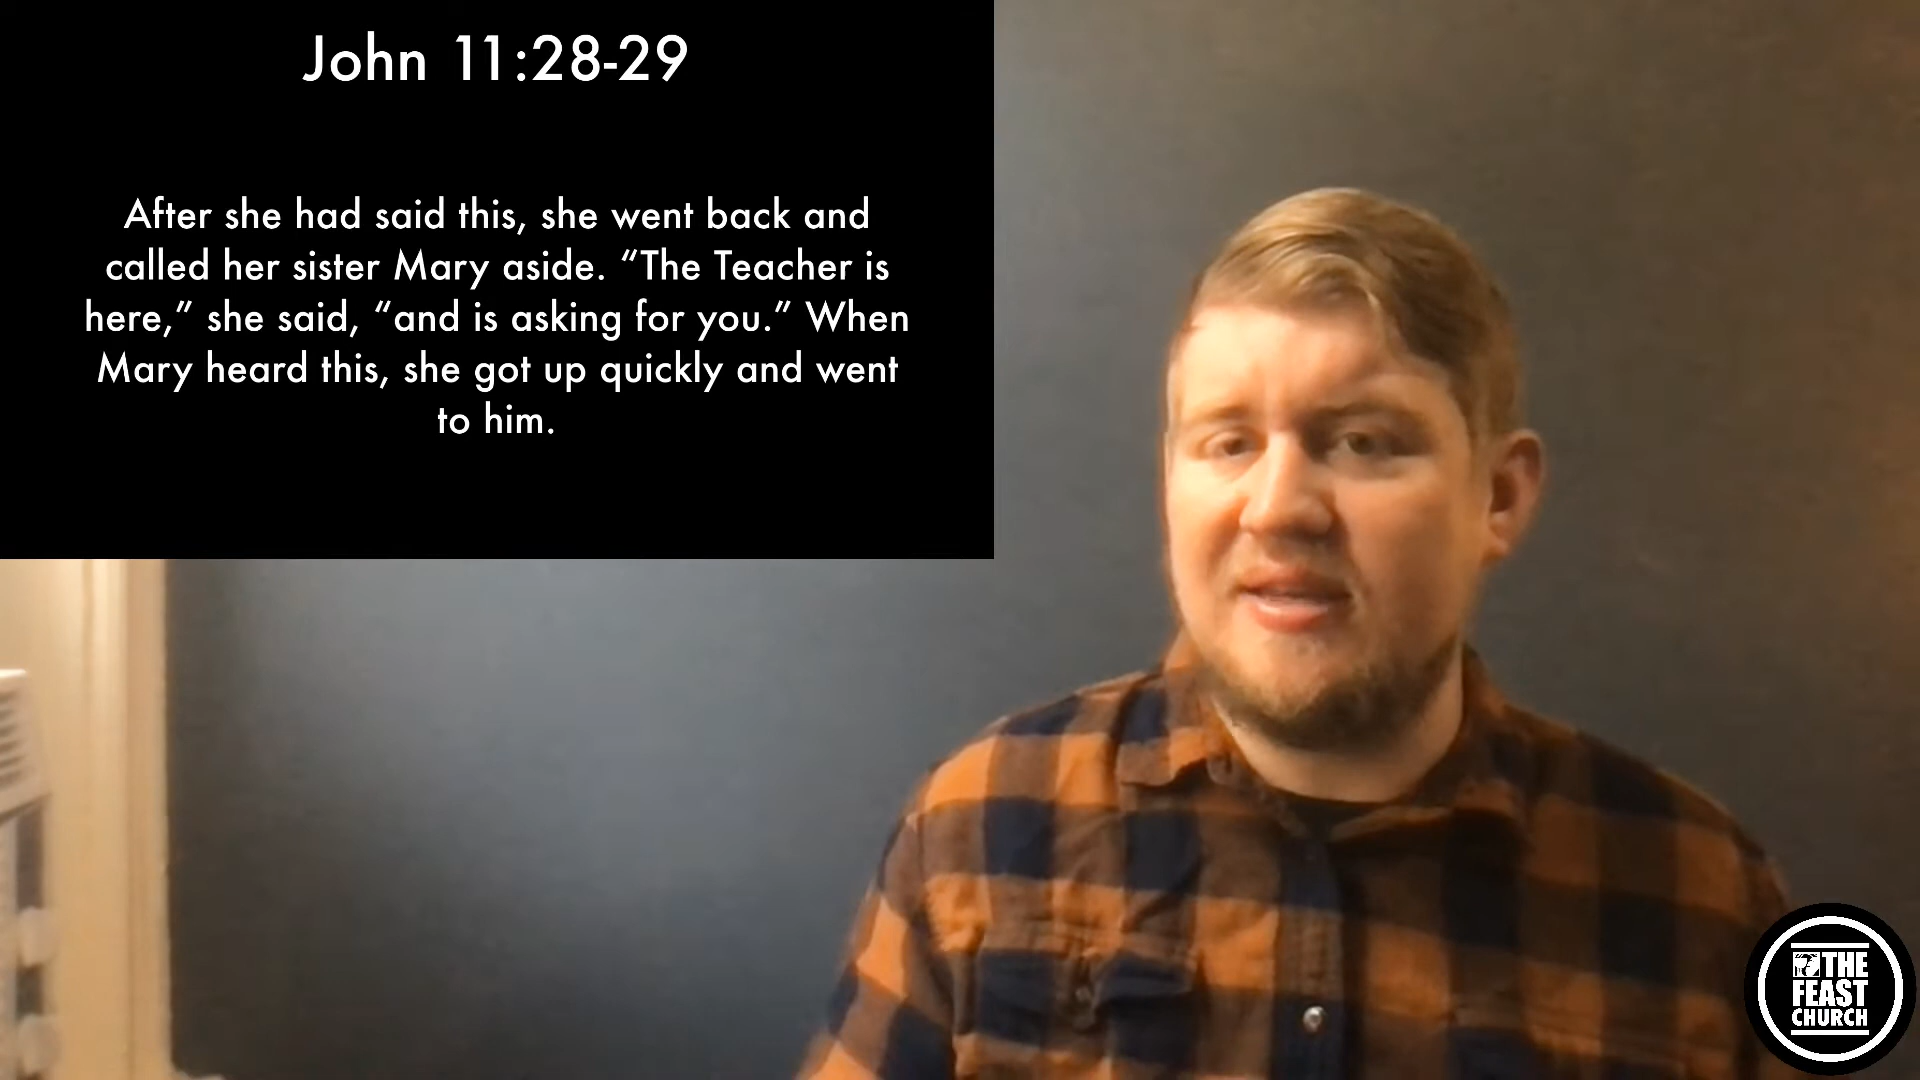 John 11:28-29
After she had said this, she went back and
called her sister Mary aside. “The Teacher is
here,” she said, “and is asking for you.” When
Mary heard this, she got up quickly and went
to him.
THE
FEAST
CHURCH